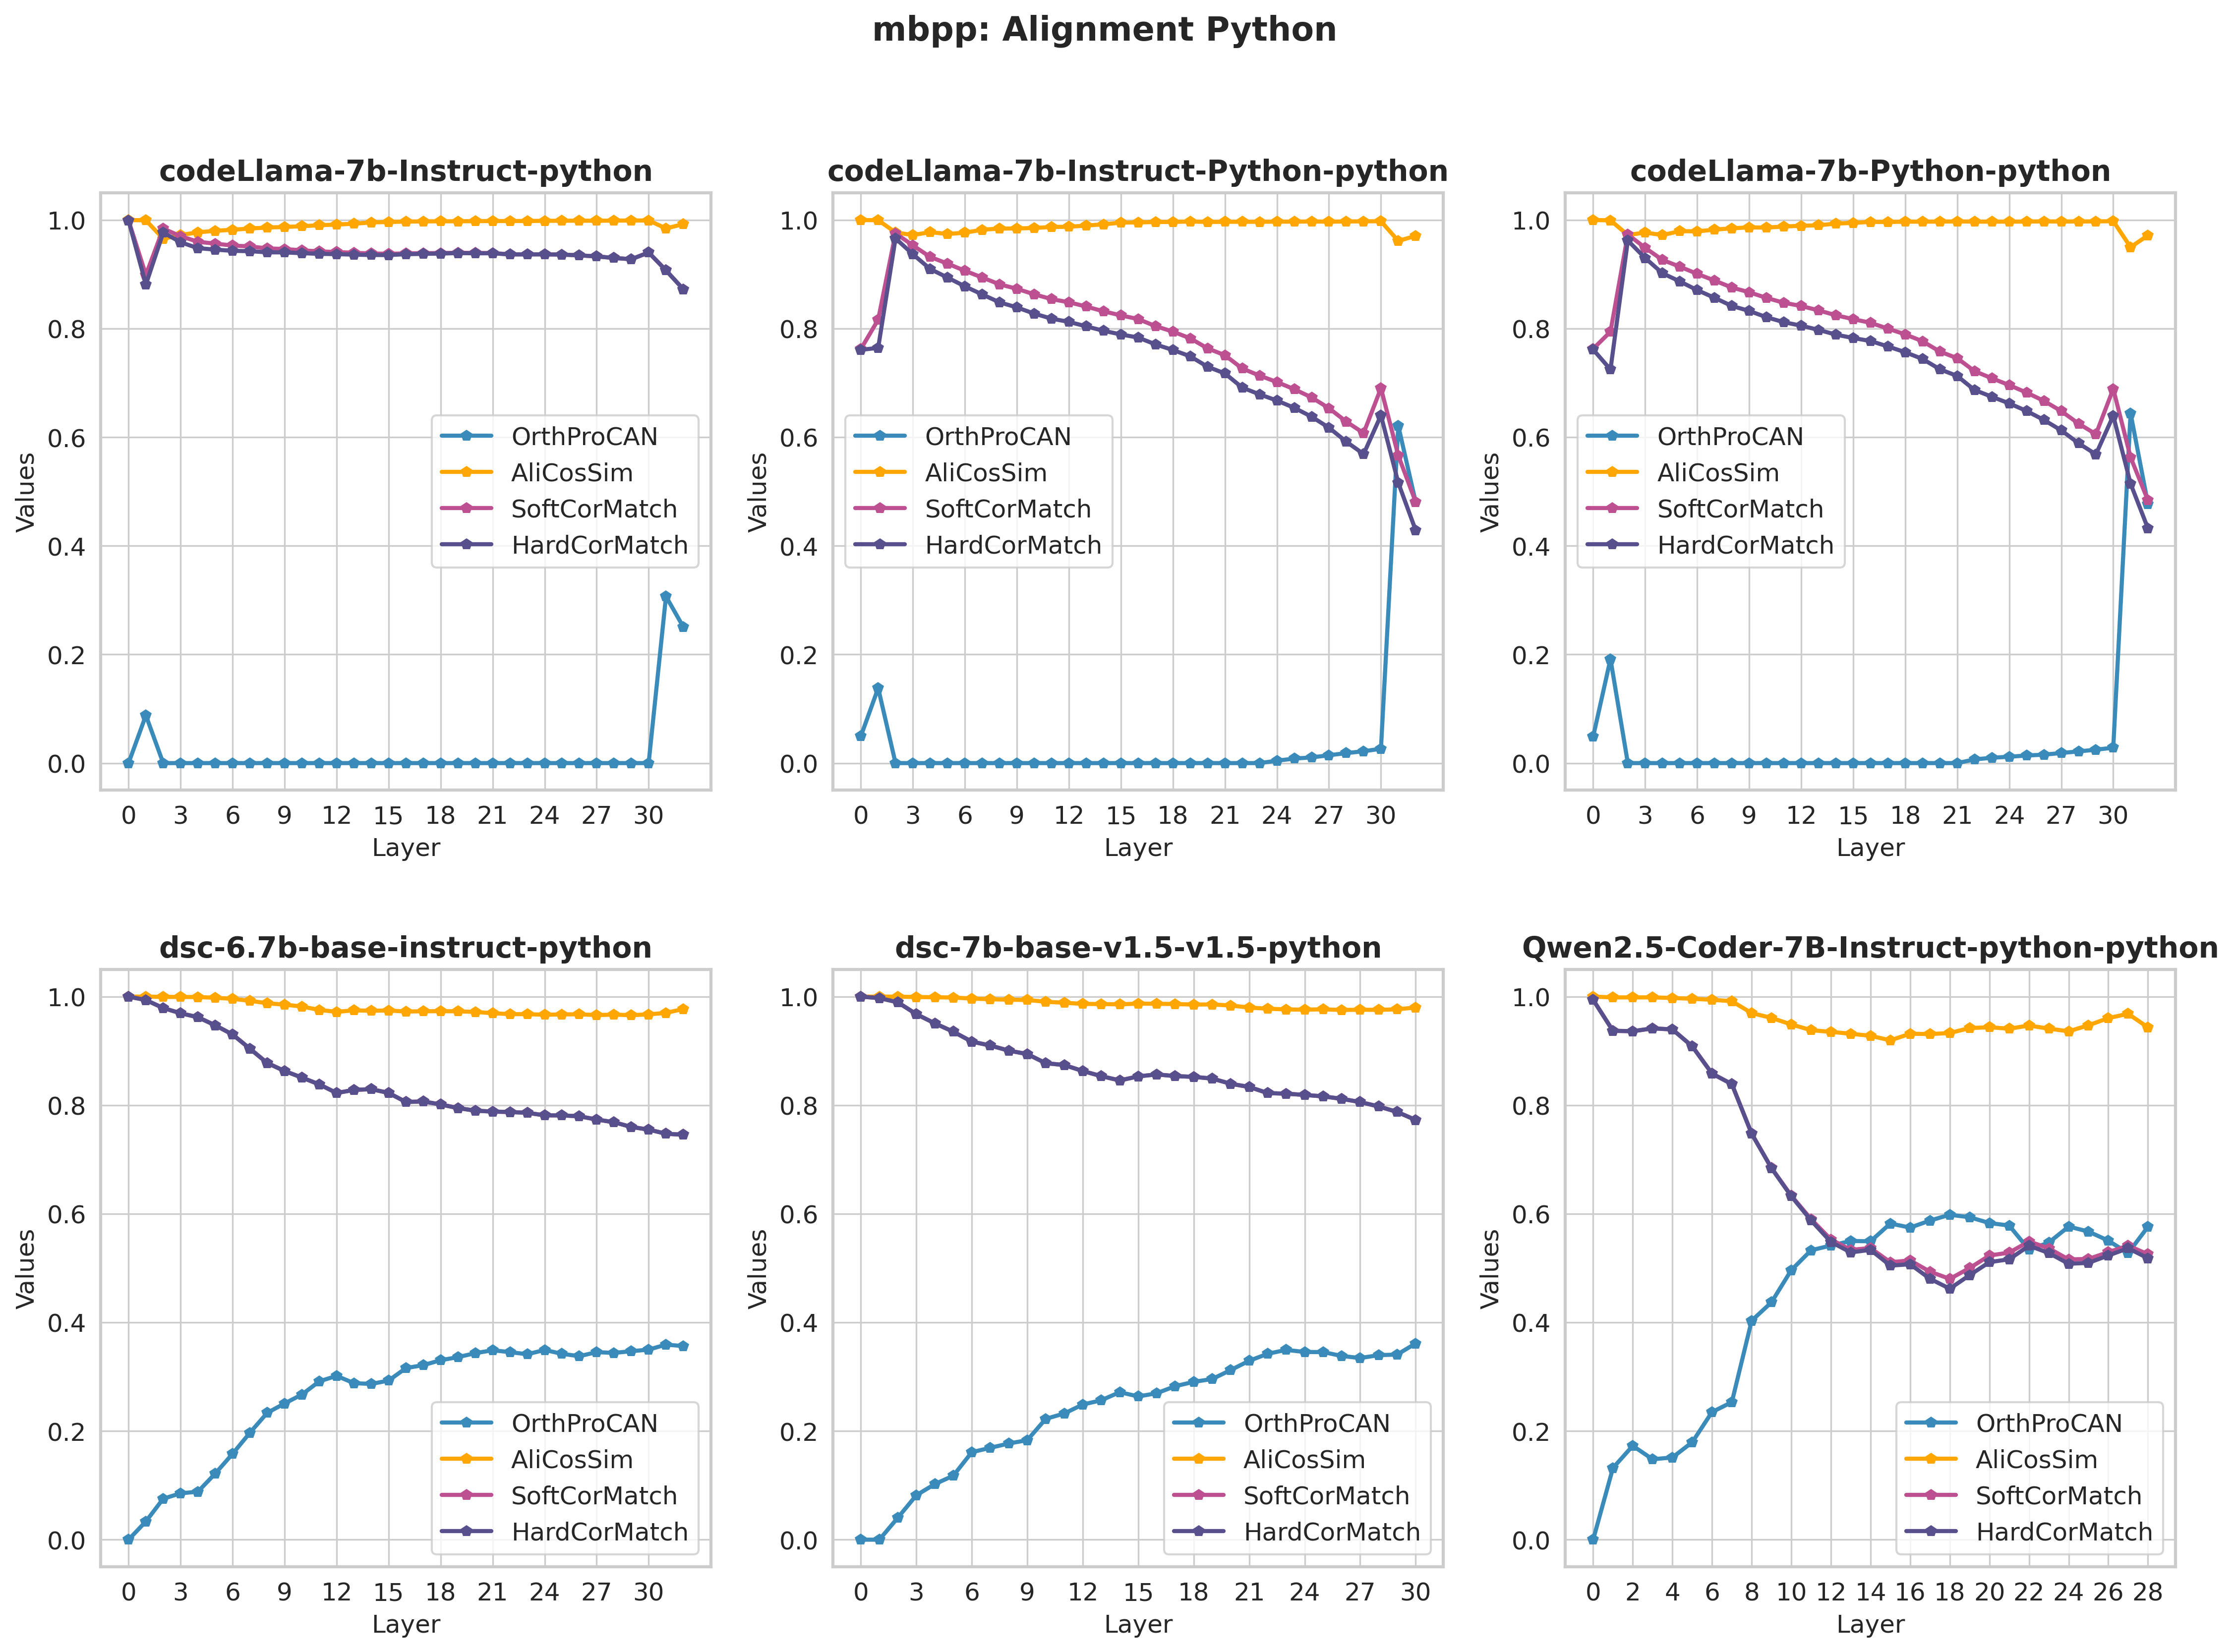 mbpp: Alignment Python
codeLlama-7b-Instruct-python
1.0
0.8
0.6
0.4
0.2
0.0
Values
OrthProCAN
AliCosSim
SoftCorMatch
HardCorMatch
0 3 6 9 12 15 18 21 24 27 30
Layer
codeLlama-7b-Instruct-Python-python
1.0
0.8
0.6
0.4
0.2
0.0
Values
OrthProCAN
AliCosSim
SoftCorMatch
HardCorMatch
0 3 6 9 12 15 18 21 24 27 30
Layer
codeLlama-7b-Python-python
1.0
0.8
0.6
0.4
0.2
0.0
Values
OrthProCAN
AliCosSim
SoftCorMatch
HardCorMatch
0 3 6 9 12 15 18 21 24 27 30
Layer
dsc-6.7b-base-instruct-python
1.0
0.8
0.6
0.4
0.2
0.0
Values
OrthProCAN
AliCosSim
SoftCorMatch
HardCorMatch
0 3 6 9 12 15 18 21 24 27 30
Layer
dsc-7b-base-v1.5-v1.5-python
1.0
0.8
0.6
0.4
0.2
0.0
Values
OrthProCAN
AliCosSim
SoftCorMatch
HardCorMatch
0 3 6 9 12 15 18 21 24 27 30
Layer
Qwen2.5-Coder-7B-Instruct-python-python
1.0
0.8
0.6
0.4
0.2
0.0
Values
OrthProCAN
AliCosSim
SoftCorMatch
HardCorMatch
0 2 4 6 8 10 12 14 16 18 20 22 24 26 28
Layer